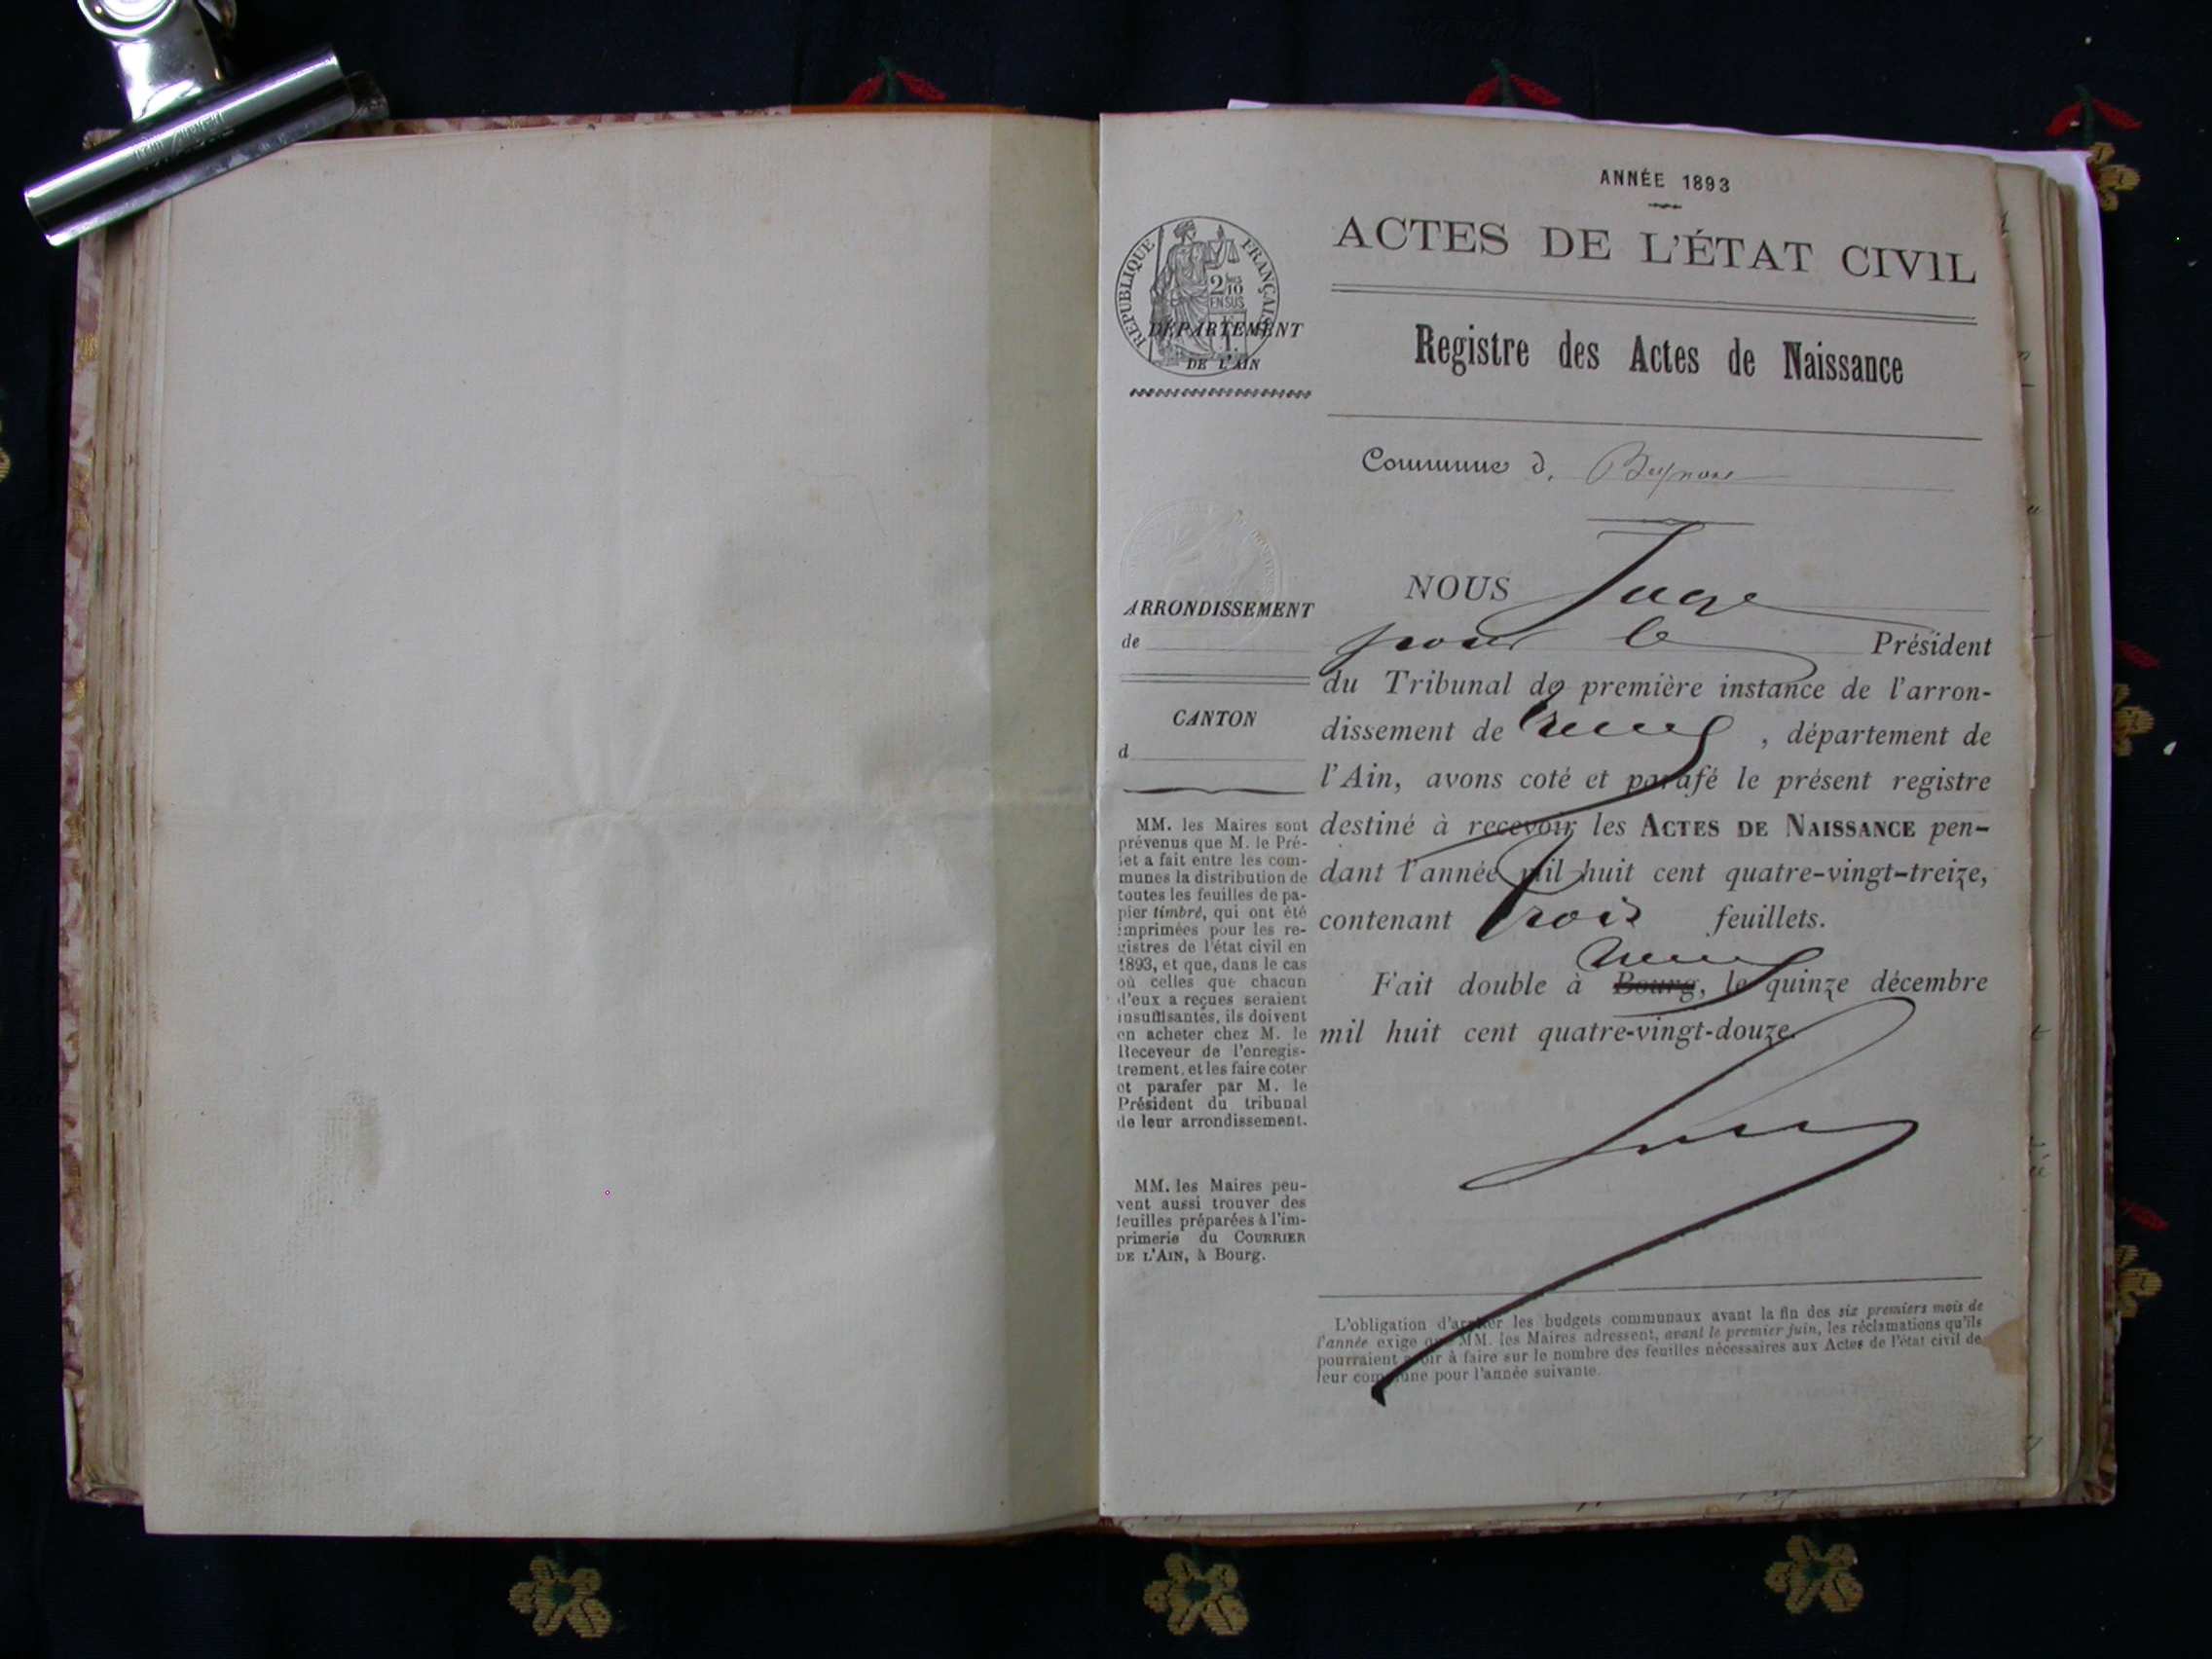 ANNÉE 1893
ACTES DE L'ÉTAT CIVIL
Registre des Actes de Naissance
REPUBLIQUE FRANÇAISE
2/10
EN SUS
DÉPARTEMENT
DE L'AIN
Commune d.
ARRONDISSEMENT
de
CANTON
d
MM. les Maires sont
prévenus que M. le Pré-
fet a fait entre les com-
munes la distribution de
toutes les feuilles de pa-
pier timbré, qui ont été
imprimées pour les re-
gistres de l'état civil en
1893, et que, dans le cas
où celles que chacun
d'eux a reçues seraient
insuffisantes, ils doivent
en acheter chez M. le
Receveur de l'enregis-
trement, et les faire coter
et parafer par M. le
Président du tribunal
de leur arrondissement.
MM. les Maires peu-
vent aussi trouver des
feuilles préparées à l'im-
primerie du COURRIER
DE L'AIN, à Bourg.
NOUS Juge
pour le Président
du Tribunal de première instance de l'arron-
dissement de , département de
l'Ain, avons coté et parafé le présent registre
destiné à recevoir les ACTES DE NAISSANCE pen-
dant l'année mil huit cent quatre-vingt-treize,
contenant trois feuillets.
Fait double à Bourg, le quinze décembre
mil huit cent quatre-vingt-douze.
L'obligation d'arrêter les budgets communaux avant la fin des six premiers mois de
l'année exige que MM. les Maires adressent, avant le premier juin, les réclamations qu'ils
pourraient avoir à faire sur le nombre des feuilles nécessaires aux Actes de l'état civil de
leur commune pour l'année suivante.